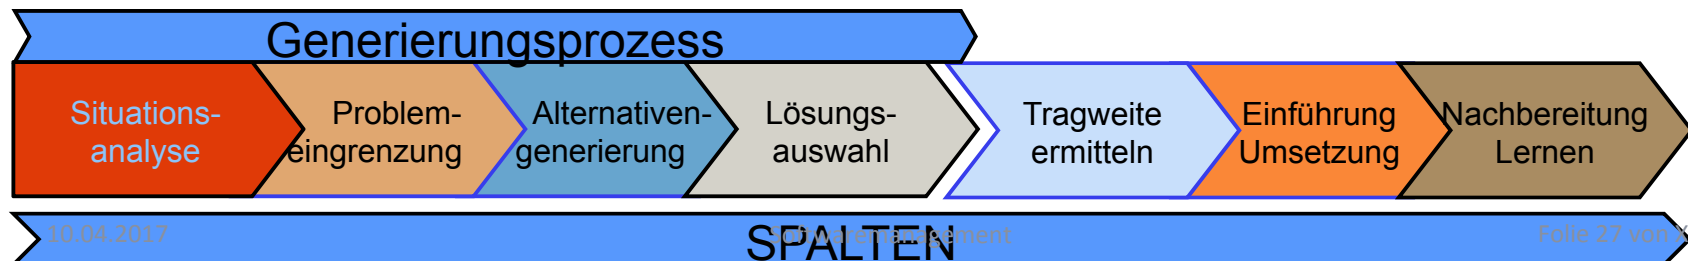 Generierungsprozess
Situations-
analyse
Problem-
eingrenzung
Alternativen-
generierung
Lösungs-
auswahl
Tragweite
ermitteln
Einführung
Umsetzung
Nachbereitung
Lernen
10.04.2017
Softwaremanagement
Folie 27 von X
SPALTEN